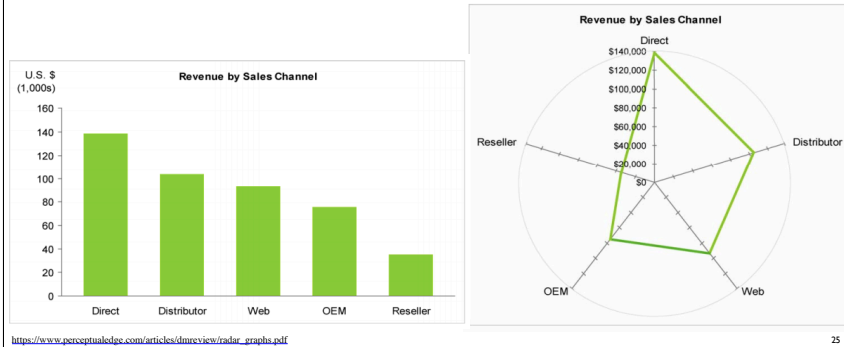 U.S. $
(1,000s)
Revenue by Sales Channel
160
140
120
100
80
60
40
20
0
Direct Distributor Web OEM Reseller
Revenue by Sales Channel
Direct
$140,000
$120,000
$100,000
$80,000
$60,000
$40,000
$20,000
$0
Reseller
Distributor
OEM
Web
https://www.perceptualedge.com/articles/dmreview/radar_graphs.pdf
25